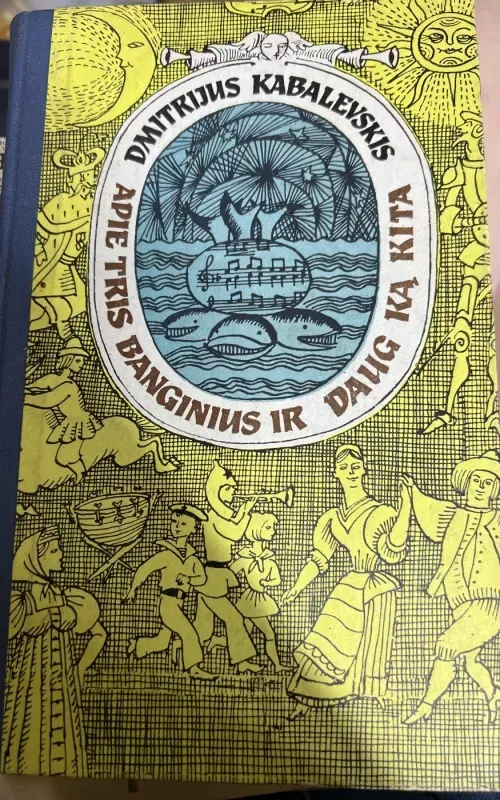 DMITRIJUS KABALEVSKIS
APIE TRIS BANGINIUS IR DAUG KĄ KITA